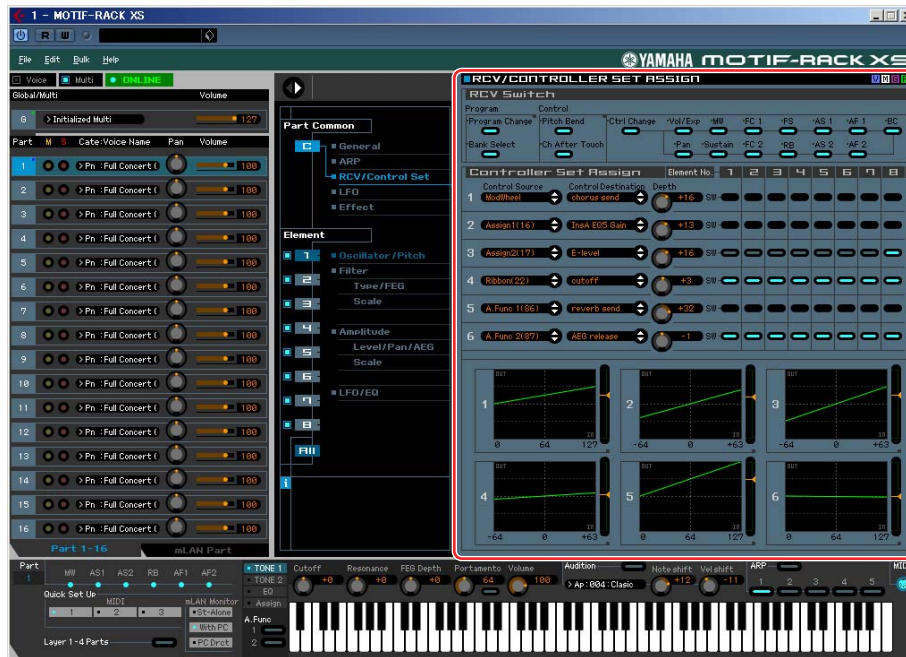 1 - MOTIF-RACK XS
R W
File Edit Bulk Help
YAMAHA MOTIF-RACK XS
Voice Multi ONLINE
Global/Multi Volume
G > Initialized Multi 127
Part M S Cate:Voice Name Pan Volume
1 > Pn :Full Concert ( 100
2 > Pn :Full Concert ( 100
3 > Pn :Full Concert ( 100
4 > Pn :Full Concert ( 100
5 > Pn :Full Concert ( 100
6 > Pn :Full Concert ( 100
7 > Pn :Full Concert ( 100
8 > Pn :Full Concert ( 100
9 > Pn :Full Concert ( 100
10 > Pn :Full Concert ( 100
11 > Pn :Full Concert ( 100
12 > Pn :Full Concert ( 100
13 > Pn :Full Concert ( 100
14 > Pn :Full Concert ( 100
15 > Pn :Full Concert ( 100
16 > Pn :Full Concert ( 100
Part 1-16 mLAN Part
Part Common
C General
ARP
RCV/Control Set
LFO
Effect
Element
1 Oscillator/Pitch
2 Filter
Type/FEG
3 Scale
4 Amplitude
5 Level/Pan/AEG
Scale
6
7 LFO/EQ
8
All
i
RCV/CONTROLLER SET ASSIGN
RCV Switch
Program Control
Program Change Pitch Bend Ctrl Change Vol/Exp MW FC 1 FS AS 1 AF 1 BC
Bank Select Ch After Touch Pan Sustain FC 2 RB AS 2 AF 2
Controller Set Assign Element No. 1 2 3 4 5 6 7 8
Control Source Control Destination Depth
1 ModWheel chorus send +16 SW
2 Assign1(16) InsA EQ5 Gain +13 SW
3 Assign2(17) E-level +16 SW
4 Ribbon(22) cutoff +3 SW
5 A.Func 1(86) reverb send +32 SW
6 A.Func 2(87) AEG release -1 SW
OUT OUT OUT
1 2 3
IN IN IN
0 64 127 -64 0 +63 0 64 127
OUT OUT OUT
4 5 6
IN IN IN
-64 0 +63 0 64 127 0 64 127
Part
1
MW AS1 AS2 RB AF1 AF2
Quick Set Up
MIDI mLAN Monitor
1 2 3 St-Alone
With PC
Layer 1-4 Parts PC Drct
TONE 1
TONE 2
EQ
Assign
A.Func
1
2
Cutoff Resonance FEG Depth Portamento Volume
+0 +0 +0 64 100
Audition
> Ap:004:Clasic
Note shift Vel shift
+12 -11
ARP
1 2 3 4 5